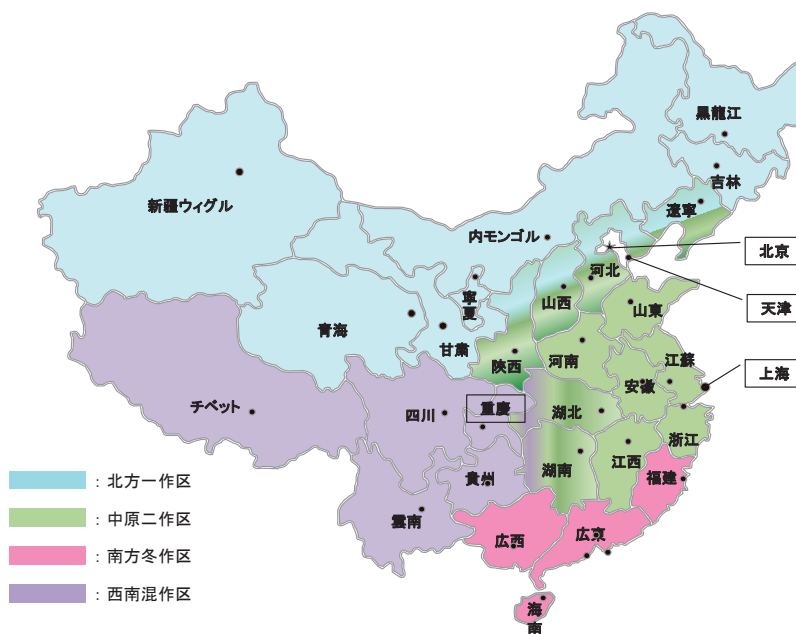 黒龍江
吉林
遼寧
新疆ウィグル
内モンゴル
北京
河北
寧夏
山西
天津
山東
青海
甘粛
河南
陝西
江蘇
上海
安徽
チベット
四川
重慶
湖北
浙江
江西
湖南
貴州
福建
雲南
広西
広京
海南
：北方一作区
：中原二作区
：南方冬作区
：西南混作区